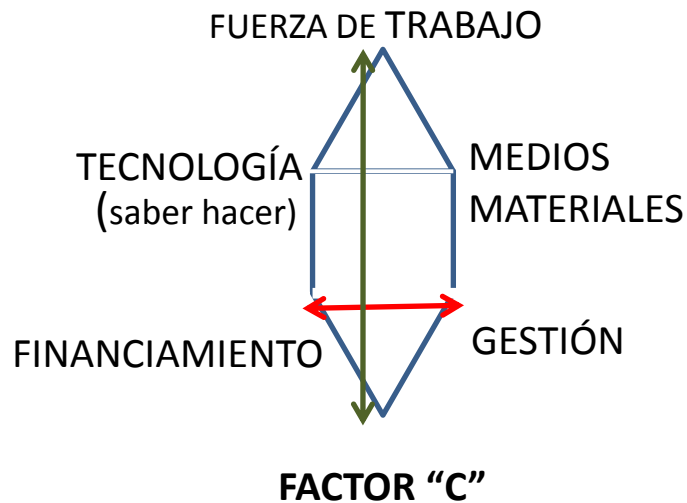 FUERZA DE TRABAJO
TECNOLOGÍA
(saber hacer)
MEDIOS
MATERIALES
FINANCIAMIENTO
GESTIÓN
FACTOR “C”